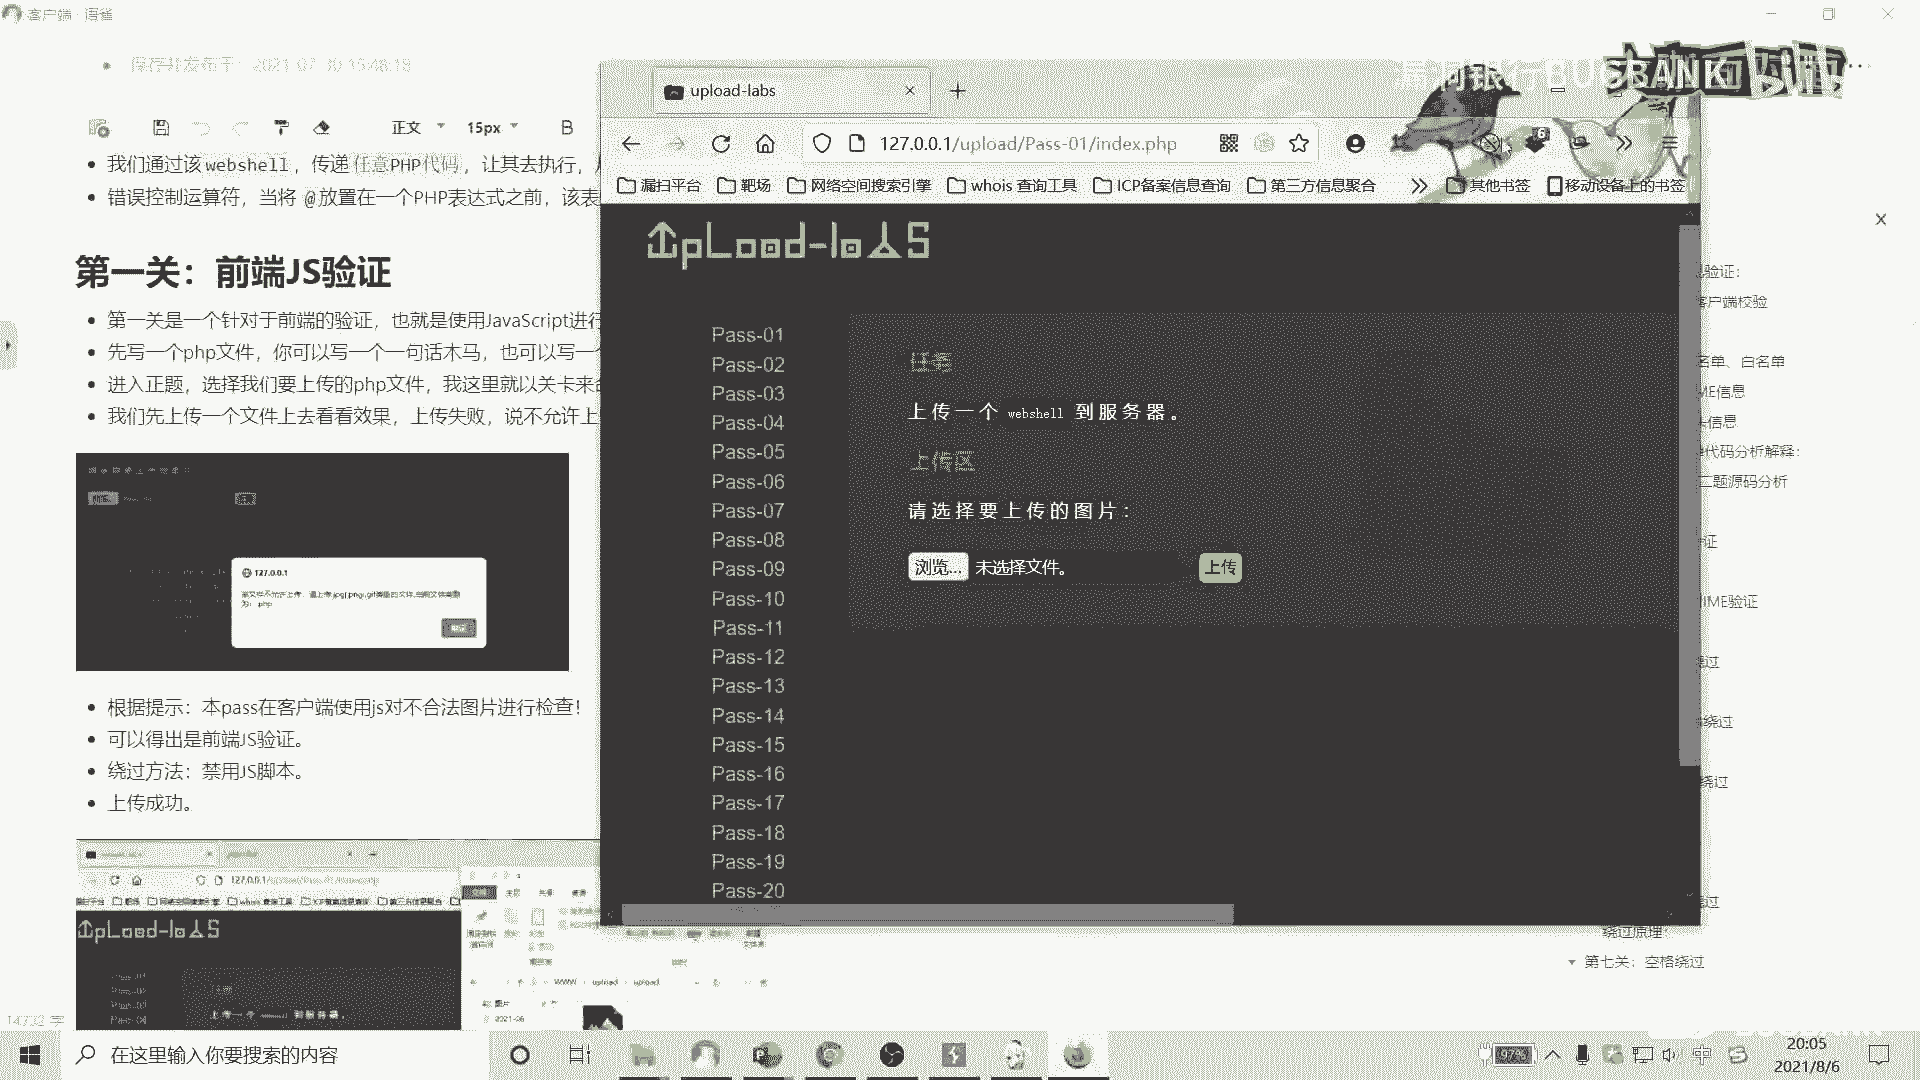 客户端 · 语雀
保存并发布于：2021-07-30 15:48:18
正文
15px
B
我们通过该 webshell ，传递 任意PHP代码 ，让其去执行，
错误控制运算符，当将 @ 放置在一个PHP表达式之前，该表
第一关：前端JS验证
第一关是一个针对于前端的验证，也就是使用JavaScript进行
先写一个php文件，你可以写一个一句话木马，也可以写一个
进入正题，选择我们要上传的php文件，我这里就以关卡来
我们先上传一个文件上去看看效果，上传失败，说不允许上
127.0.0.1
根据提示：本pass在客户端使用js对不合法图片进行检查！
可以得出是前端JS验证。
绕过方法：禁用JS脚本。
上传成功。
upload-labs
127.0.0.1/upload/Pass-01/index.php
6
漏扫平台
靶场
网络空间搜索引擎
whois 查询工具
ICP备案信息查询
第三方信息聚合
其他书签
移动设备上的书签
漏洞银行BUGBANK
UpLoad-labS
Pass-01
Pass-02
Pass-03
Pass-04
Pass-05
Pass-06
Pass-07
Pass-08
Pass-09
Pass-10
Pass-11
Pass-12
Pass-13
Pass-14
Pass-15
Pass-16
Pass-17
Pass-18
Pass-19
Pass-20
任务
上传一个 webshell 到服务器。
上传区
请选择要上传的图片：
浏览... 未选择文件。
上传
验证：
客户端校验
名单、白名单
ME信息
信息
代码分析解释：
二题源码分析
证
IME验证
绕过
绕过
绕过
过
绕过原理：
第七关：空格绕过
UpLoad-labS
WWW
upload
upload
14732 字
在这里输入你要搜索的内容
97%
中
20:05
2021/8/6